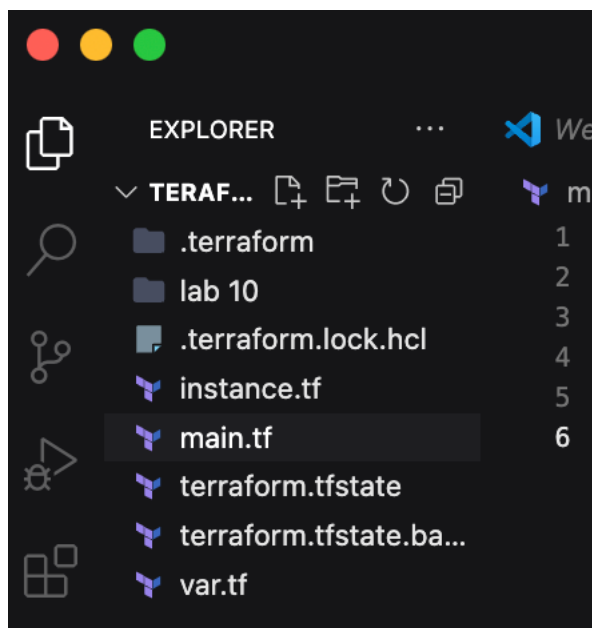 EXPLORER ... We
TERAF...
m
.terraform 1
lab 10 2
.terraform.lock.hcl 3
4
instance.tf 5
main.tf 6
terraform.tfstate
terraform.tfstate.ba...
var.tf